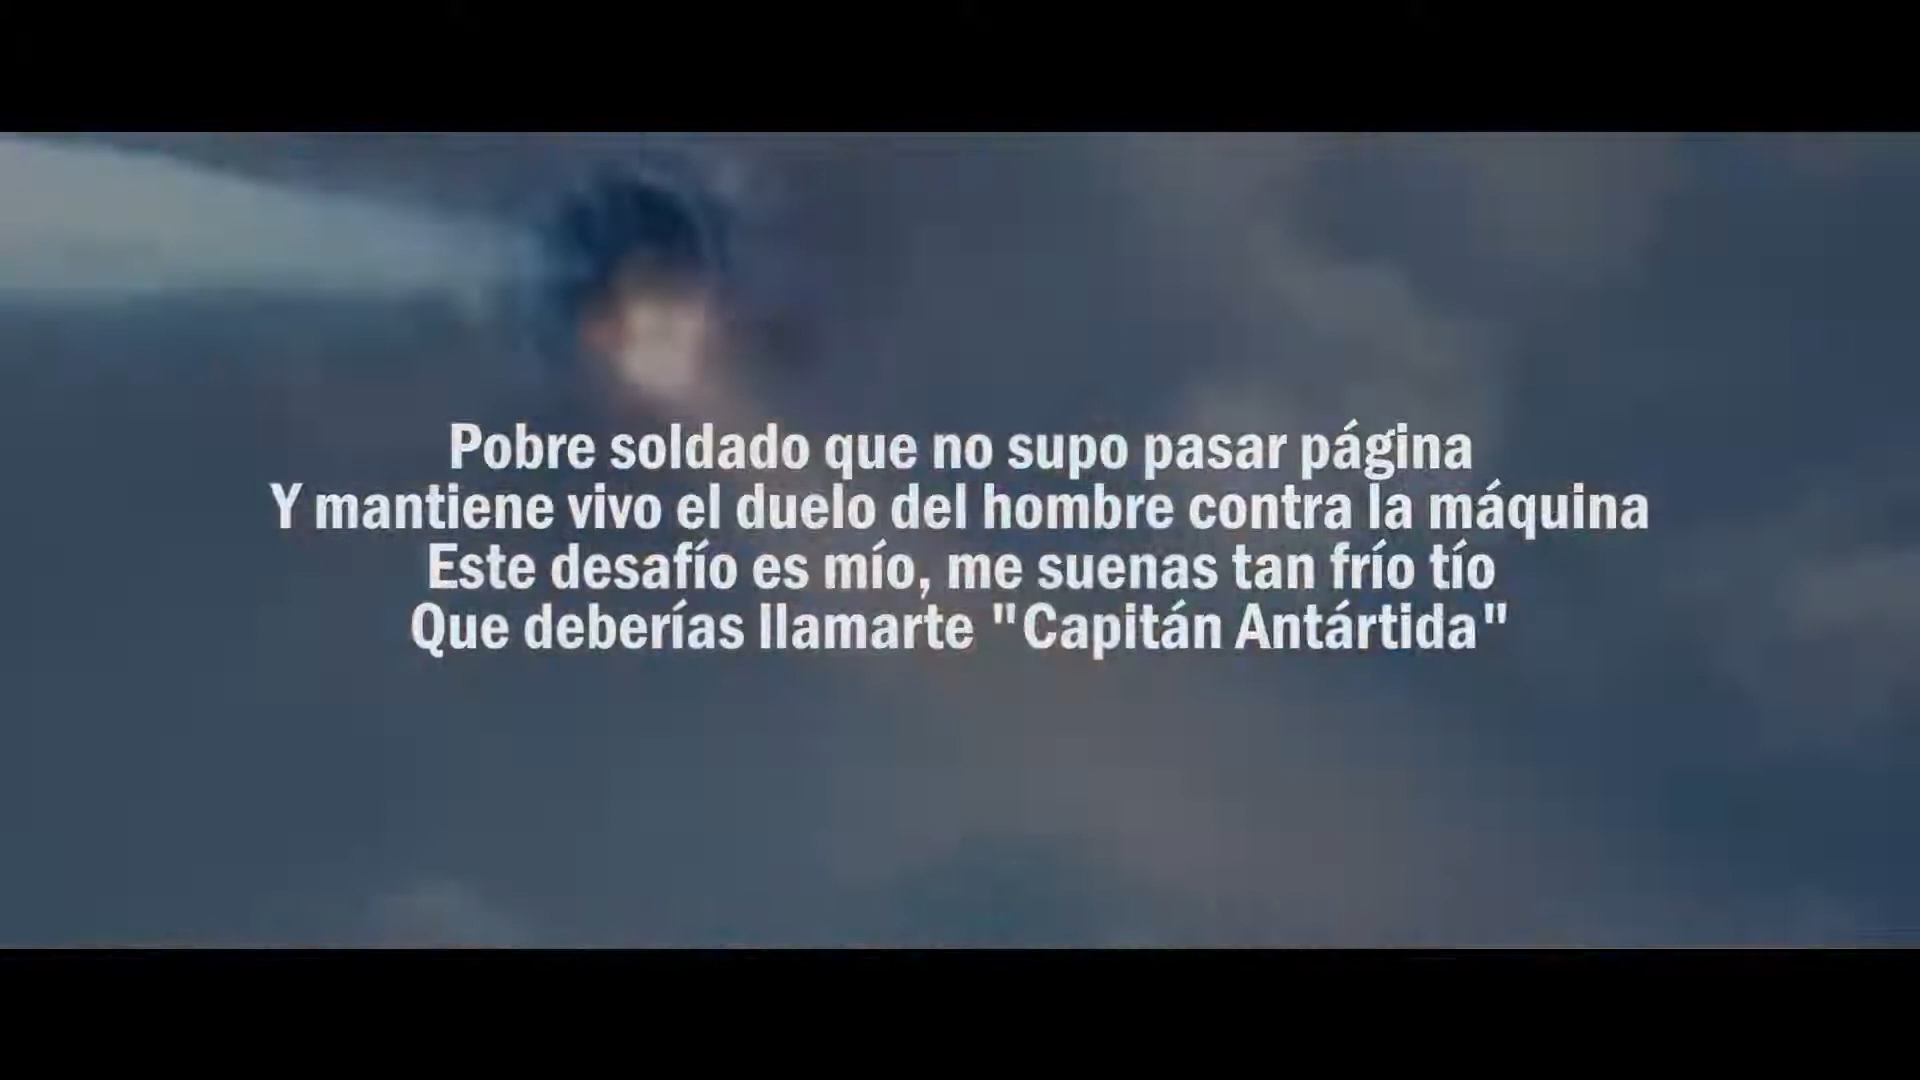 Pobre soldado que no supo pasar página
Y mantiene vivo el duelo del hombre contra la máquina
Este desafío es mío, me suenas tan frío tío
Que deberías llamarte "Capitán Antártida"